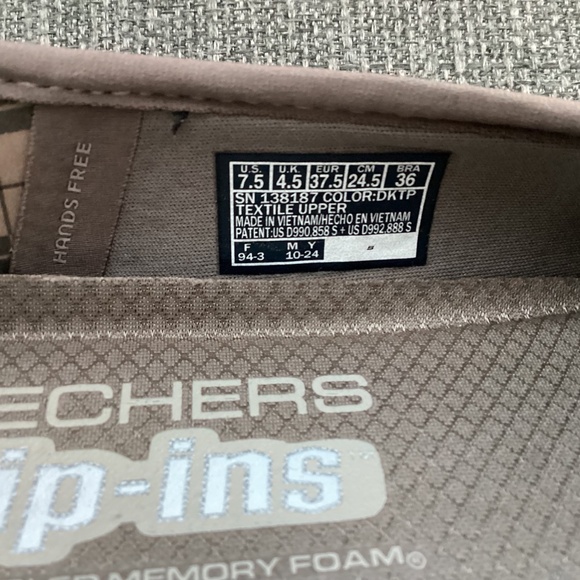 HANDS FREE
U.S. U.K. EUR CM BRA
7.5 4.5 37.5 24.5 36
SN 138187 COLOR:DKTP
TEXTILE UPPER
MADE IN VIETNAM/HECHO EN VIETNAM
PATENT:US D990.858 S + US D992.888 S
F M Y
94-3 10-24
ECHERS
ip-ins
MEMORY FOAM®